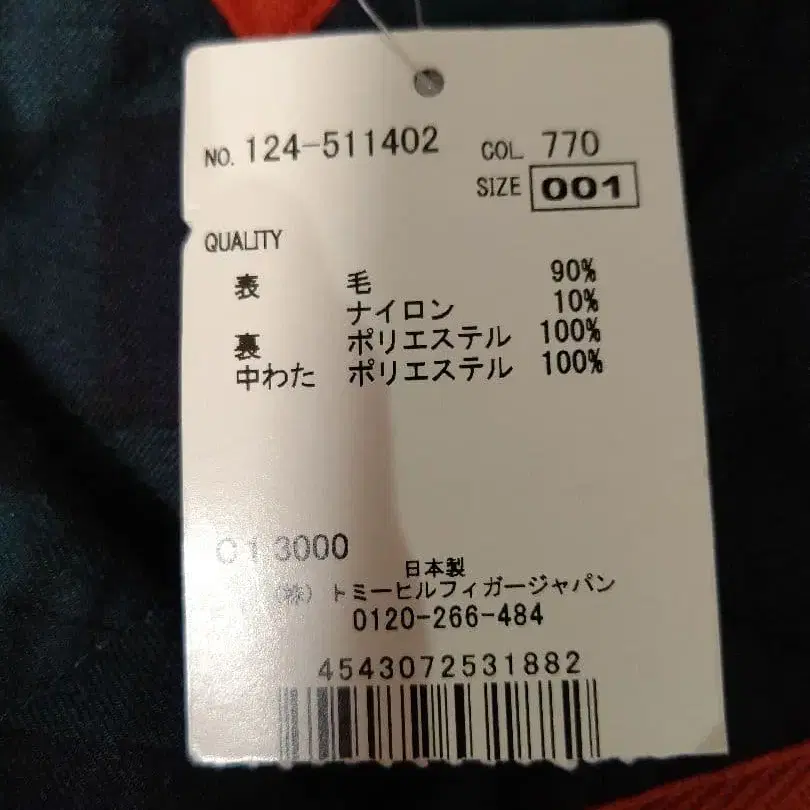 NO. 124-511402 COL 770
SIZE 001
QUALITY
表 毛 90%
ナイロン 10%
裏 ポリエステル 100%
中わた ポリエステル 100%
C1 3000
日本製
（株）トミーヒルフィガージャパン
0120-266-484
4543072531882